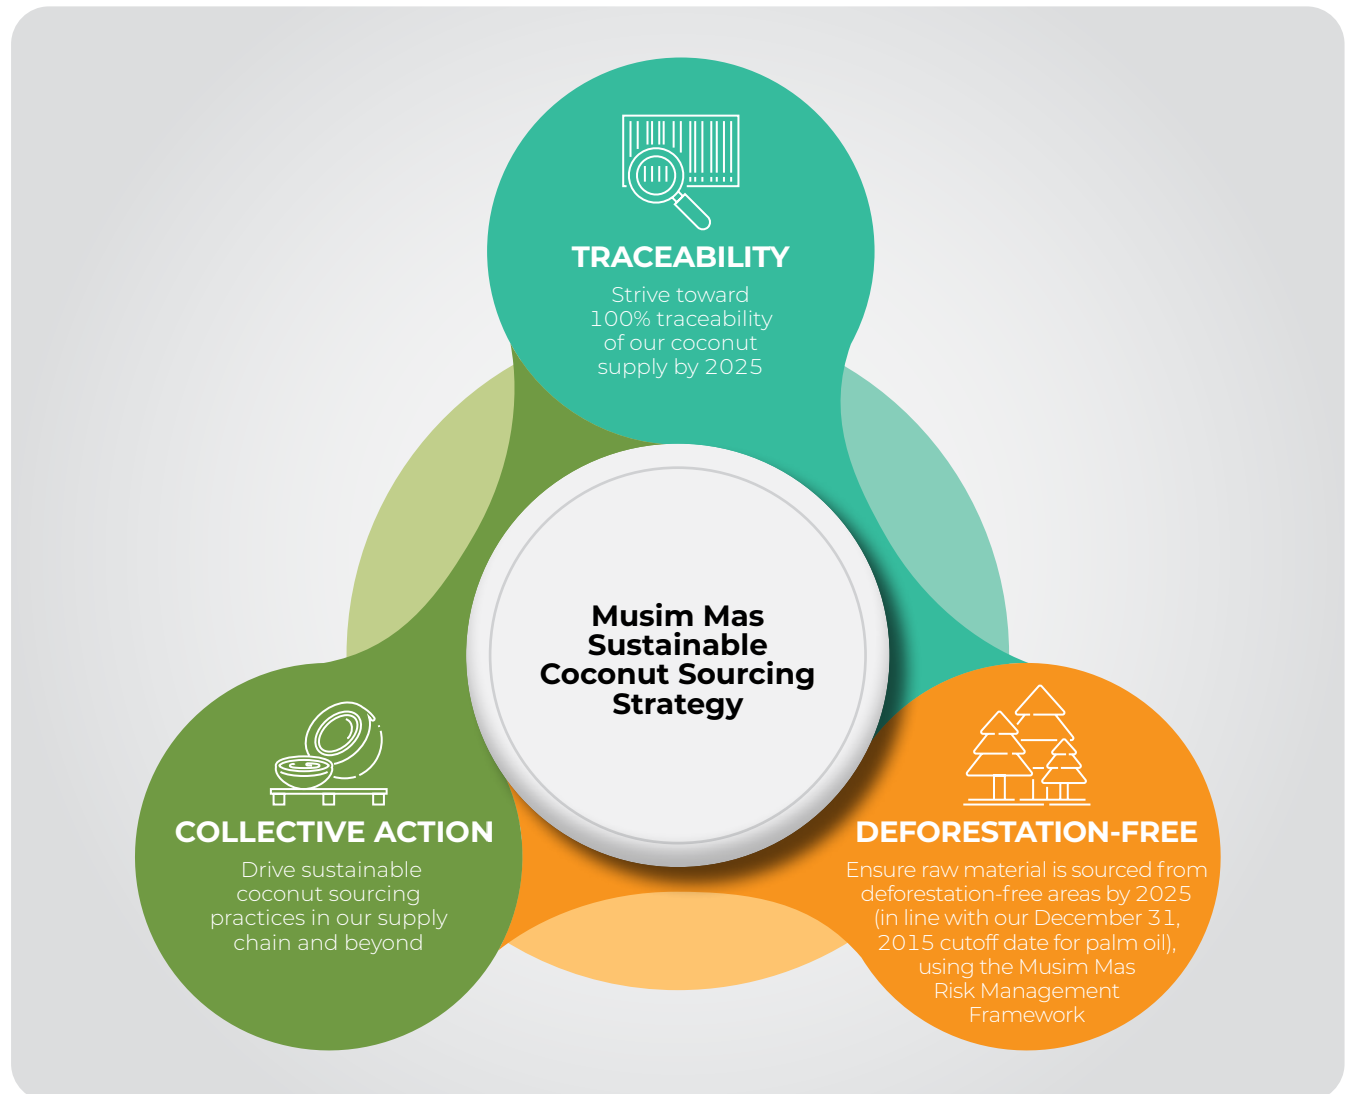 TRACEABILITY
Strive toward
100% traceability
of our coconut
supply by 2025
Musim Mas
Sustainable
Coconut Sourcing
Strategy
COLLECTIVE ACTION
Drive sustainable
coconut sourcing
practices in our supply
chain and beyond
DEFORESTATION-FREE
Ensure raw material is sourced from
deforestation-free areas by 2025
(in line with our December 31,
2015 cutoff date for palm oil),
using the Musim Mas
Risk Management
Framework